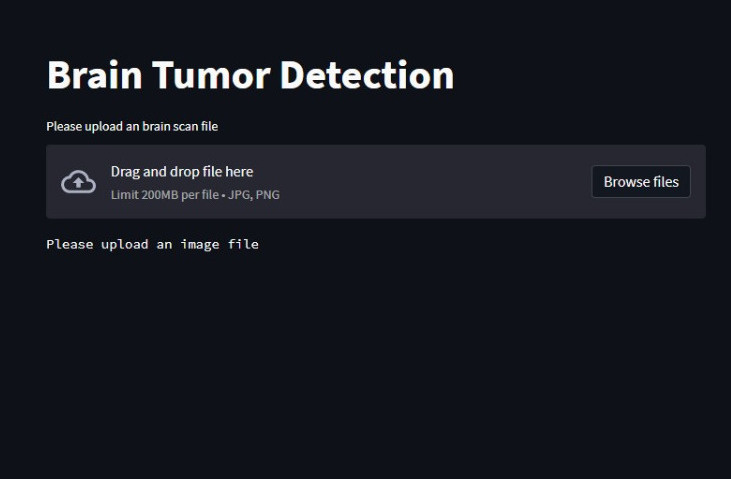 Brain Tumor Detection
Please upload an brain scan file
Drag and drop file here
Limit 200MB per file • JPG, PNG
Browse files
Please upload an image file